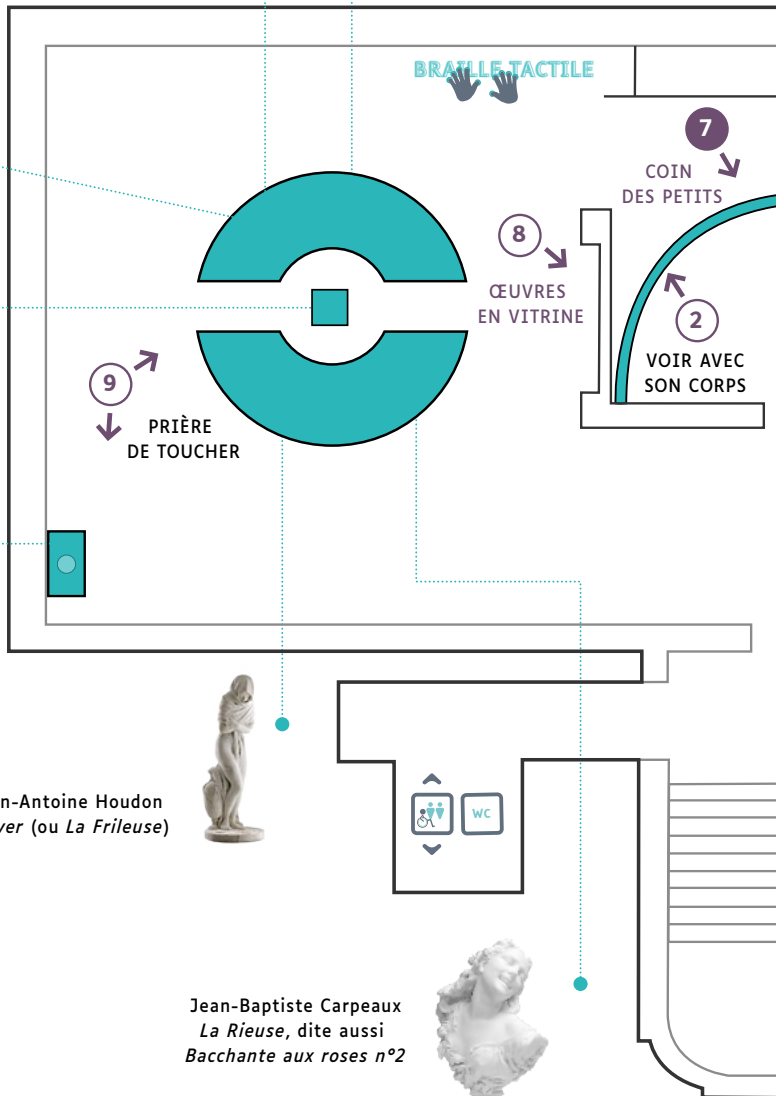 BRAILLE TACTILE
7
COIN
DES PETITS
8
ŒUVRES
EN VITRINE
2
VOIR AVEC
SON CORPS
9
PRIÈRE
DE TOUCHER
n-Antoine Houdon
ver (ou La Frileuse)
WC
Jean-Baptiste Carpeaux
La Rieuse, dite aussi
Bacchante aux roses n°2